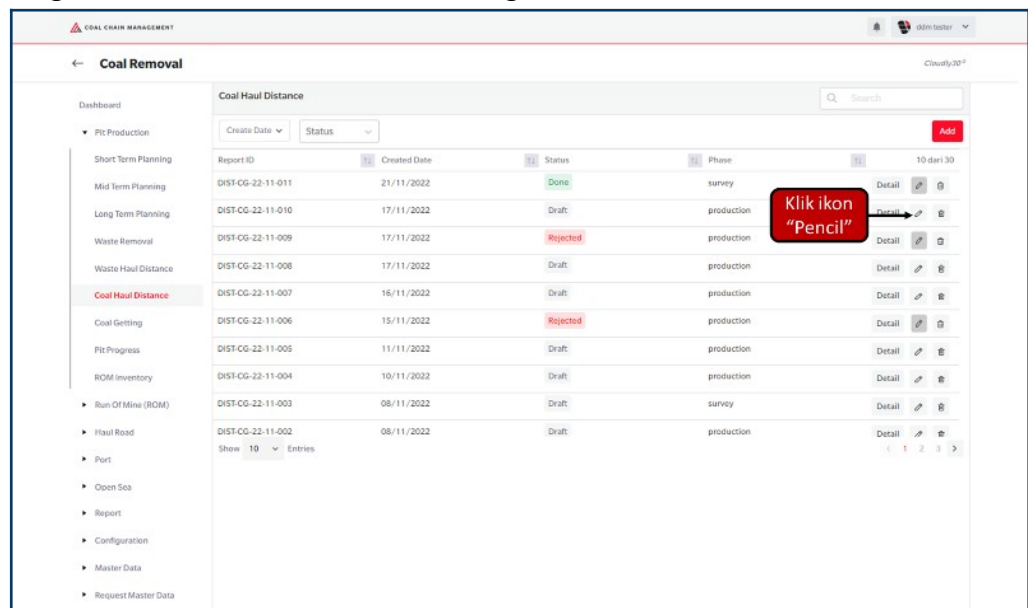 COAL CHAIN MANAGEMENT
ddm tester
← Coal Removal
Cloudly30°
Dashboard
Pit Production
Short Term Planning
Mid Term Planning
Long Term Planning
Waste Removal
Waste Haul Distance
Coal Haul Distance
Coal Getting
Pit Progress
ROM Inventory
Run Of Mine (ROM)
Haul Road
Port
Open Sea
Report
Configuration
Master Data
Request Master Data
Coal Haul Distance
Search
Create Date Status
Add
Report ID Created Date Status Phase 10 dari 30
DIST-CG-22-11-011 21/11/2022 Done survey Detail
DIST-CG-22-11-010 17/11/2022 Draft production Detail
Klik ikon
“Pencil”
DIST-CG-22-11-009 17/11/2022 Rejected production Detail
DIST-CG-22-11-008 17/11/2022 Draft production Detail
DIST-CG-22-11-007 16/11/2022 Draft production Detail
DIST-CG-22-11-006 15/11/2022 Rejected production Detail
DIST-CG-22-11-005 11/11/2022 Draft production Detail
DIST-CG-22-11-004 10/11/2022 Draft production Detail
DIST-CG-22-11-003 08/11/2022 Draft survey Detail
DIST-CG-22-11-002 08/11/2022 Draft production Detail
Show 10 Entries
< 1 2 3 >